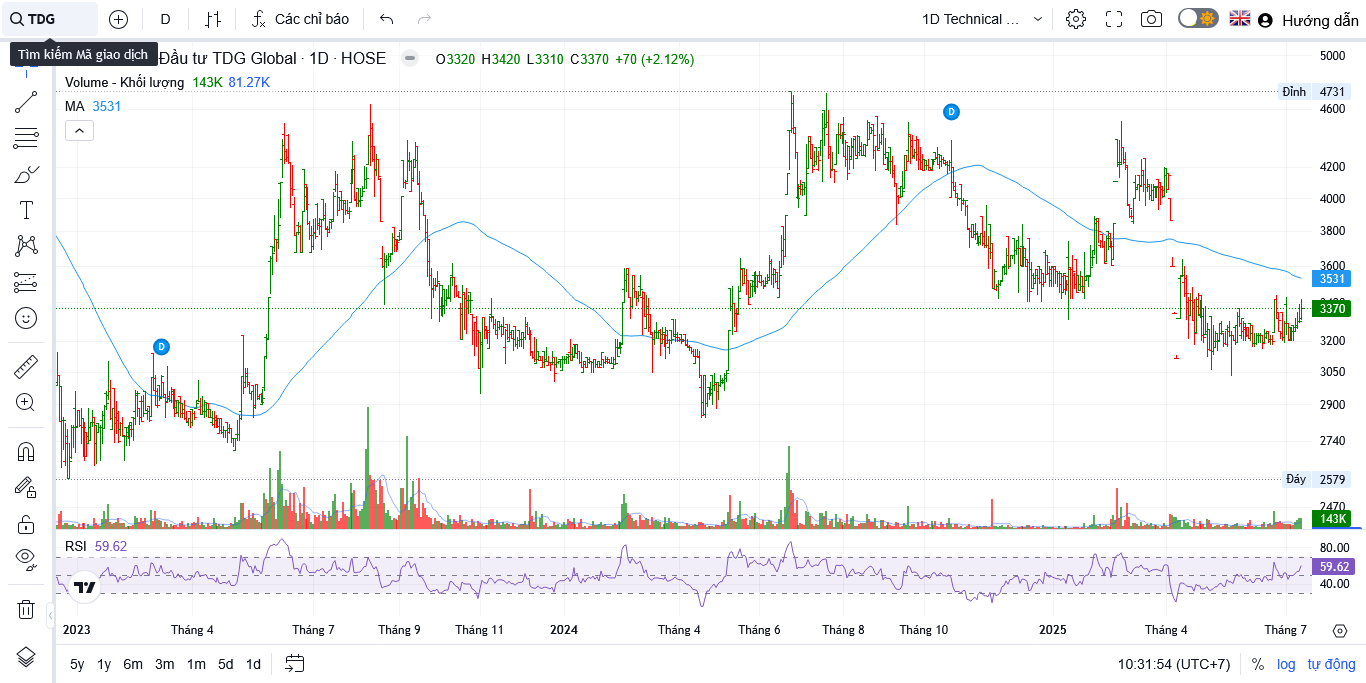 TDG
D
Các chỉ báo
1D Technical ...
Hướng dẫn
Tìm kiếm Mã giao dịch
Đầu tư TDG Global · 1D · HOSE
O3320 H3420 L3310 C3370 +70 (+2.12%)
Volume - Khối lượng 143K 81.27K
MA 3531
5000
Đỉnh 4731
4600
D
4200
4000
3800
3600
3531
3370
3200
D
3050
2900
2740
Đáy 2579
2470
143K
RSI 59.62
80.00
59.62
40.00
2023 Tháng 4 Tháng 7 Tháng 9 Tháng 11 2024 Tháng 4 Tháng 6 Tháng 8 Tháng 10 2025 Tháng 4 Tháng 7
5y 1y 6m 3m 1m 5d 1d
10:31:54 (UTC+7) % log tự động